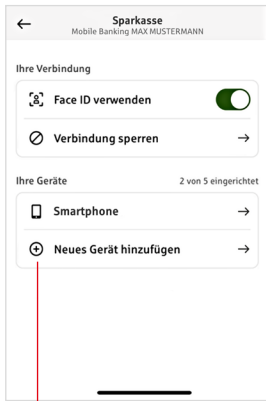 Sparkasse
Mobile Banking MAX MUSTERMANN
Ihre Verbindung
Face ID verwenden
Verbindung sperren
Ihre Geräte 2 von 5 eingerichtet
Smartphone
Neues Gerät hinzufügen